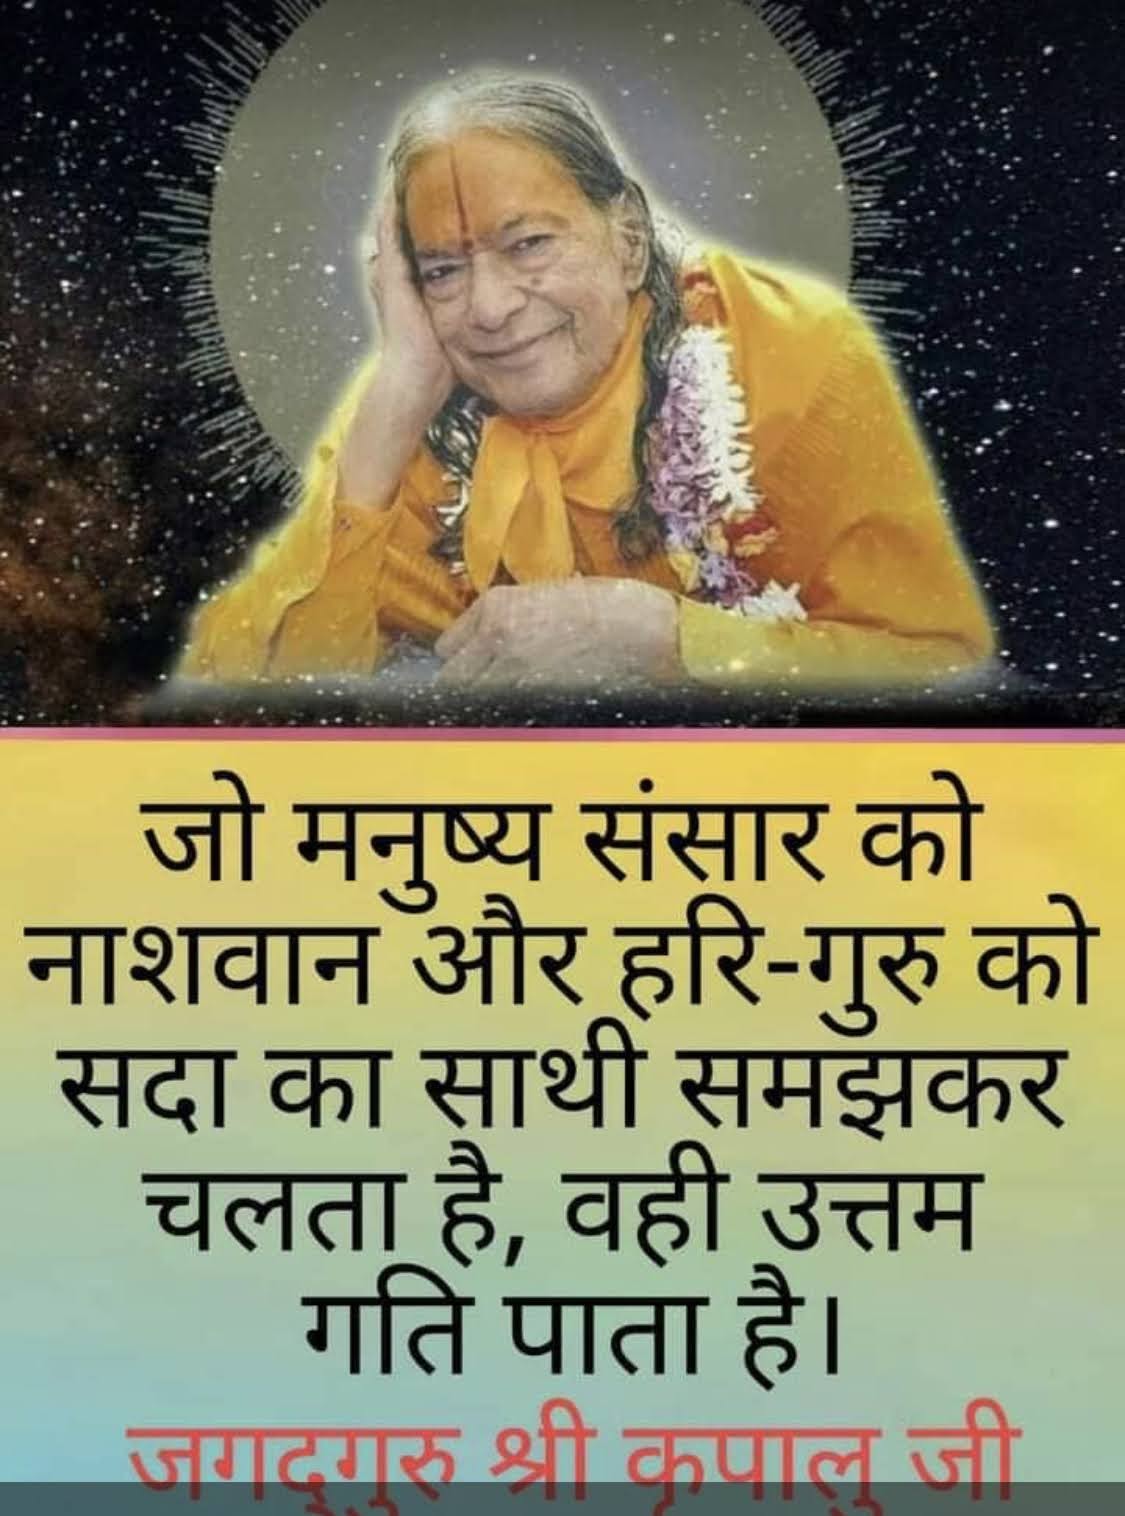 जो मनुष्य संसार को
नाशवान और हरि-गुरु को
सदा का साथी समझकर
चलता है, वही उत्तम
गति पाता है।
जगद्गुरु श्री कृपालु जी